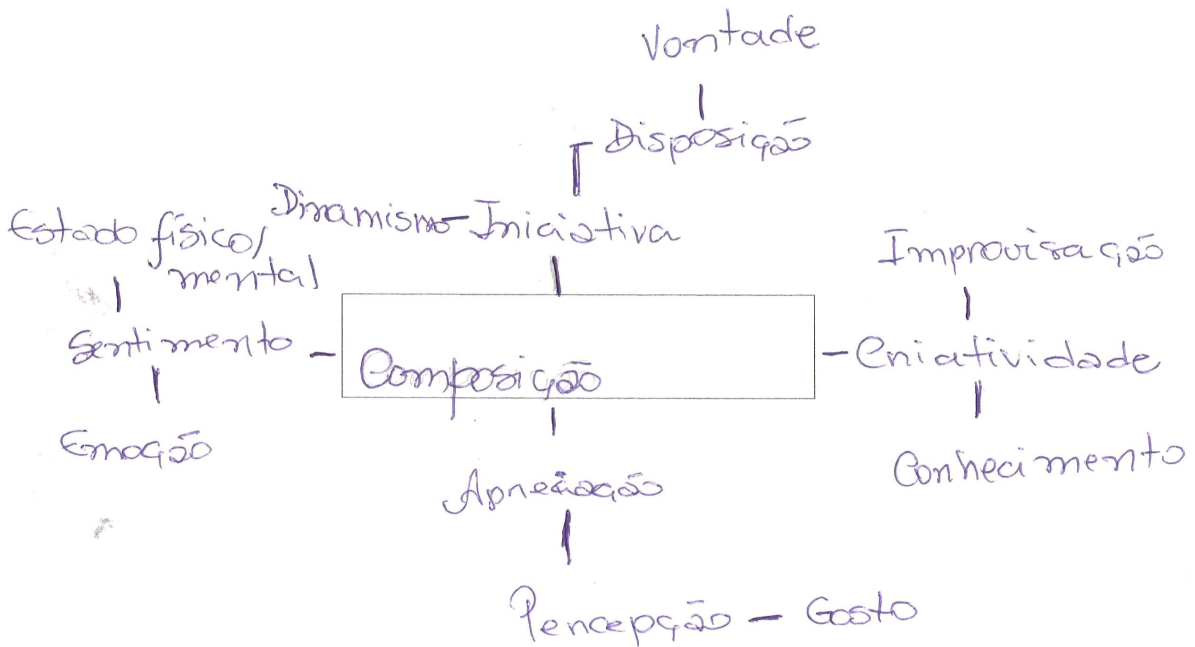 Vontade
Disposição
Dinamismo - Iniciativa
Estado físico/
mental
Improvisação
Sentimento -
Composição
- Criatividade
Emoção
Conhecimento
Apreciação
Percepção - Gosto